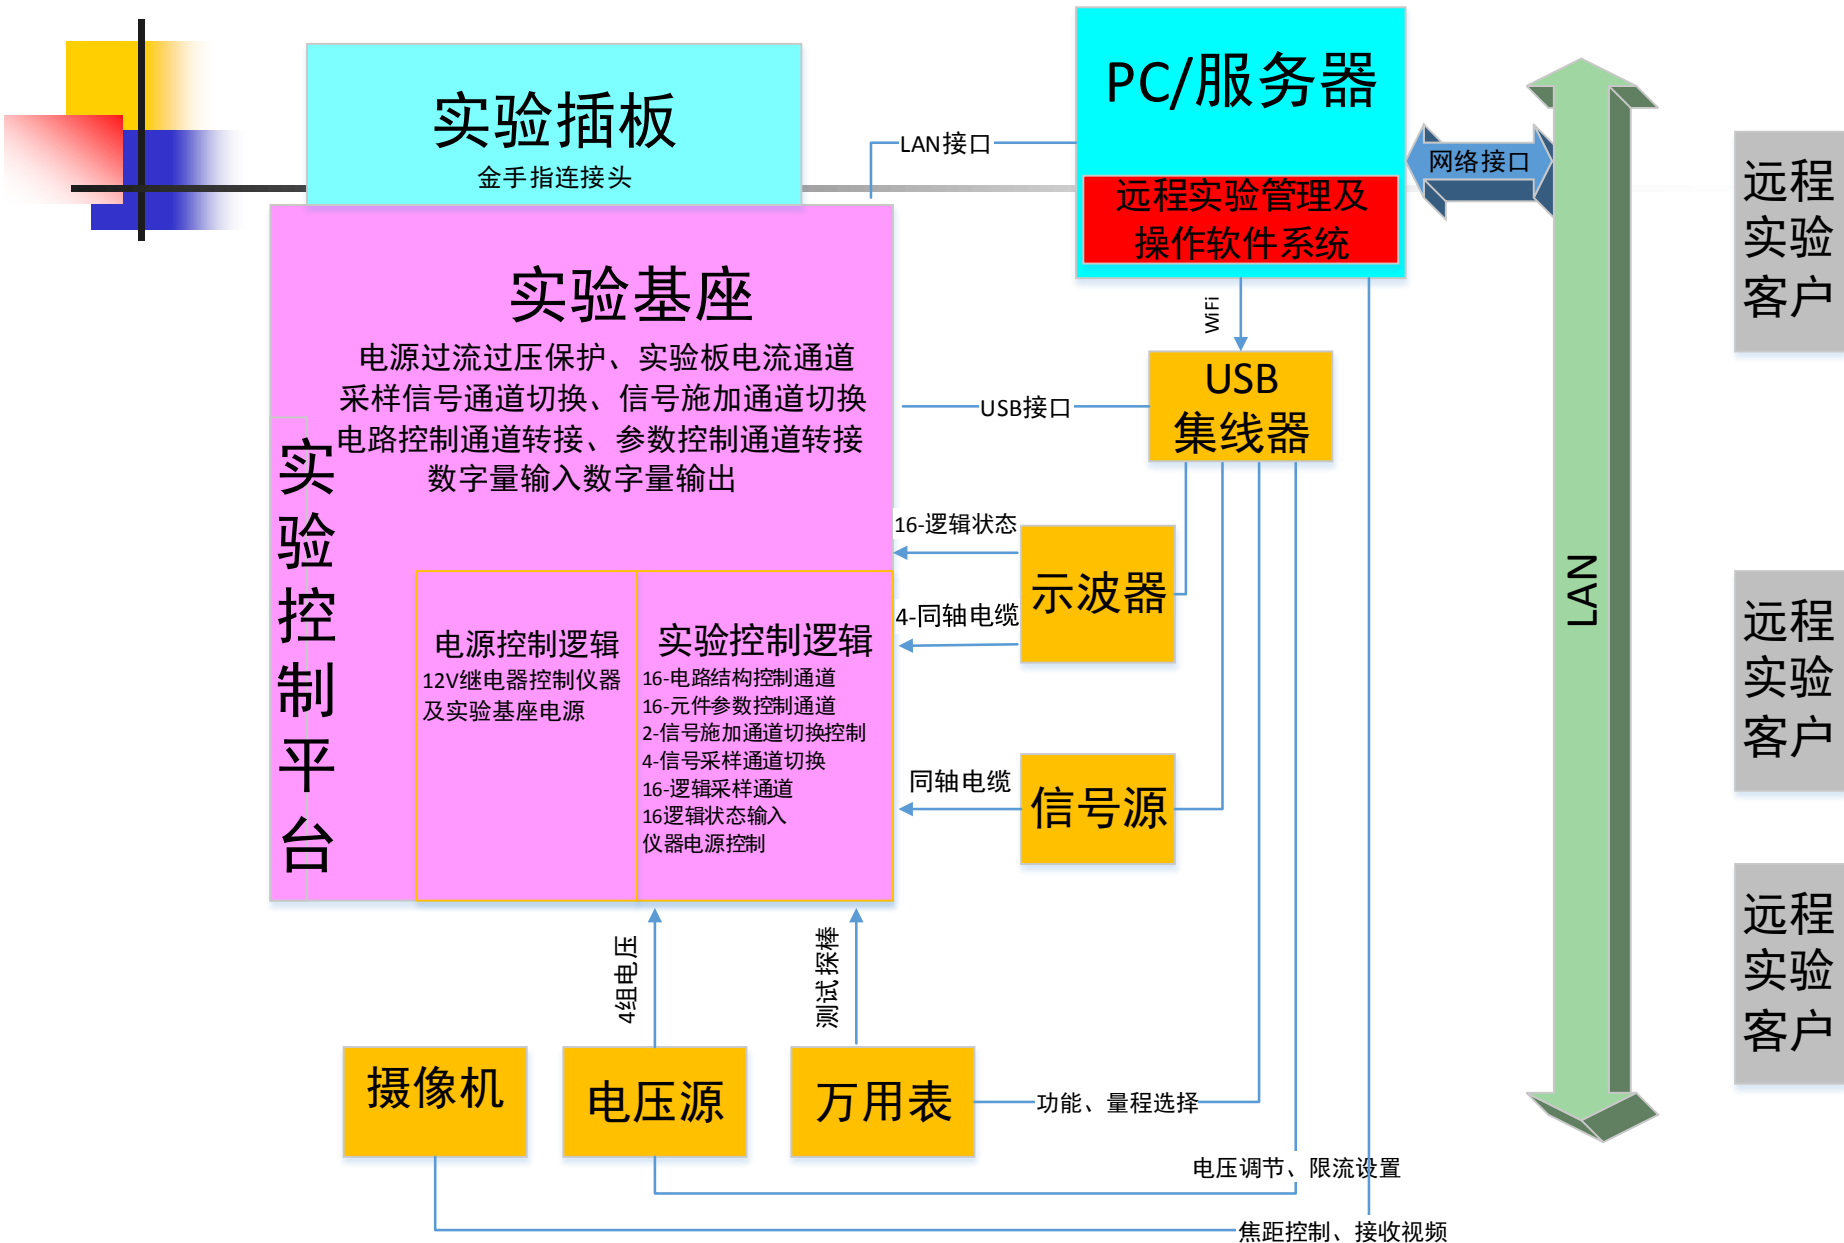 实验插板
金手指连接头
PC/服务器
远程实验管理及
操作软件系统
LAN接口
网络接口
远程
实验
客户
实验基座
电源过流过压保护、实验板电流通道
采样信号通道切换、信号施加通道切换
电路控制通道转接、参数控制通道转接
数字量输入数字量输出
WiFi
USB
集线器
USB接口
实
验
控
制
平
台
16-逻辑状态
示波器
4-同轴电缆
LAN
远程
实验
客户
电源控制逻辑
12V继电器控制仪器
及实验基座电源
实验控制逻辑
16-电路结构控制通道
16-元件参数控制通道
2-信号施加通道切换控制
4-信号采样通道切换
16-逻辑采样通道
16逻辑状态输入
仪器电源控制
同轴电缆
信号源
远程
实验
客户
4组电压
测试探棒
摄像机
电压源
万用表
功能、量程选择
电压调节、限流设置
焦距控制、接收视频